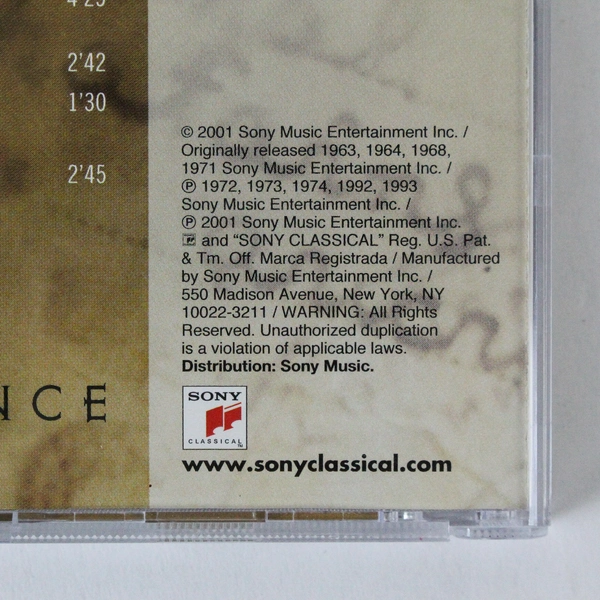 4'25
2'42
1'30
2'45
© 2001 Sony Music Entertainment Inc. /
Originally released 1963, 1964, 1968,
1971 Sony Music Entertainment Inc. /
℗ 1972, 1973, 1974, 1992, 1993
Sony Music Entertainment Inc. /
℗ 2001 Sony Music Entertainment Inc.
and “SONY CLASSICAL” Reg. U.S. Pat.
& Tm. Off. Marca Registrada / Manufactured
by Sony Music Entertainment Inc. /
550 Madison Avenue, New York, NY
10022-3211 / WARNING: All Rights
Reserved. Unauthorized duplication
is a violation of applicable laws.
Distribution: Sony Music.
NCE
SONY
CLASSICAL™
www.sonyclassical.com